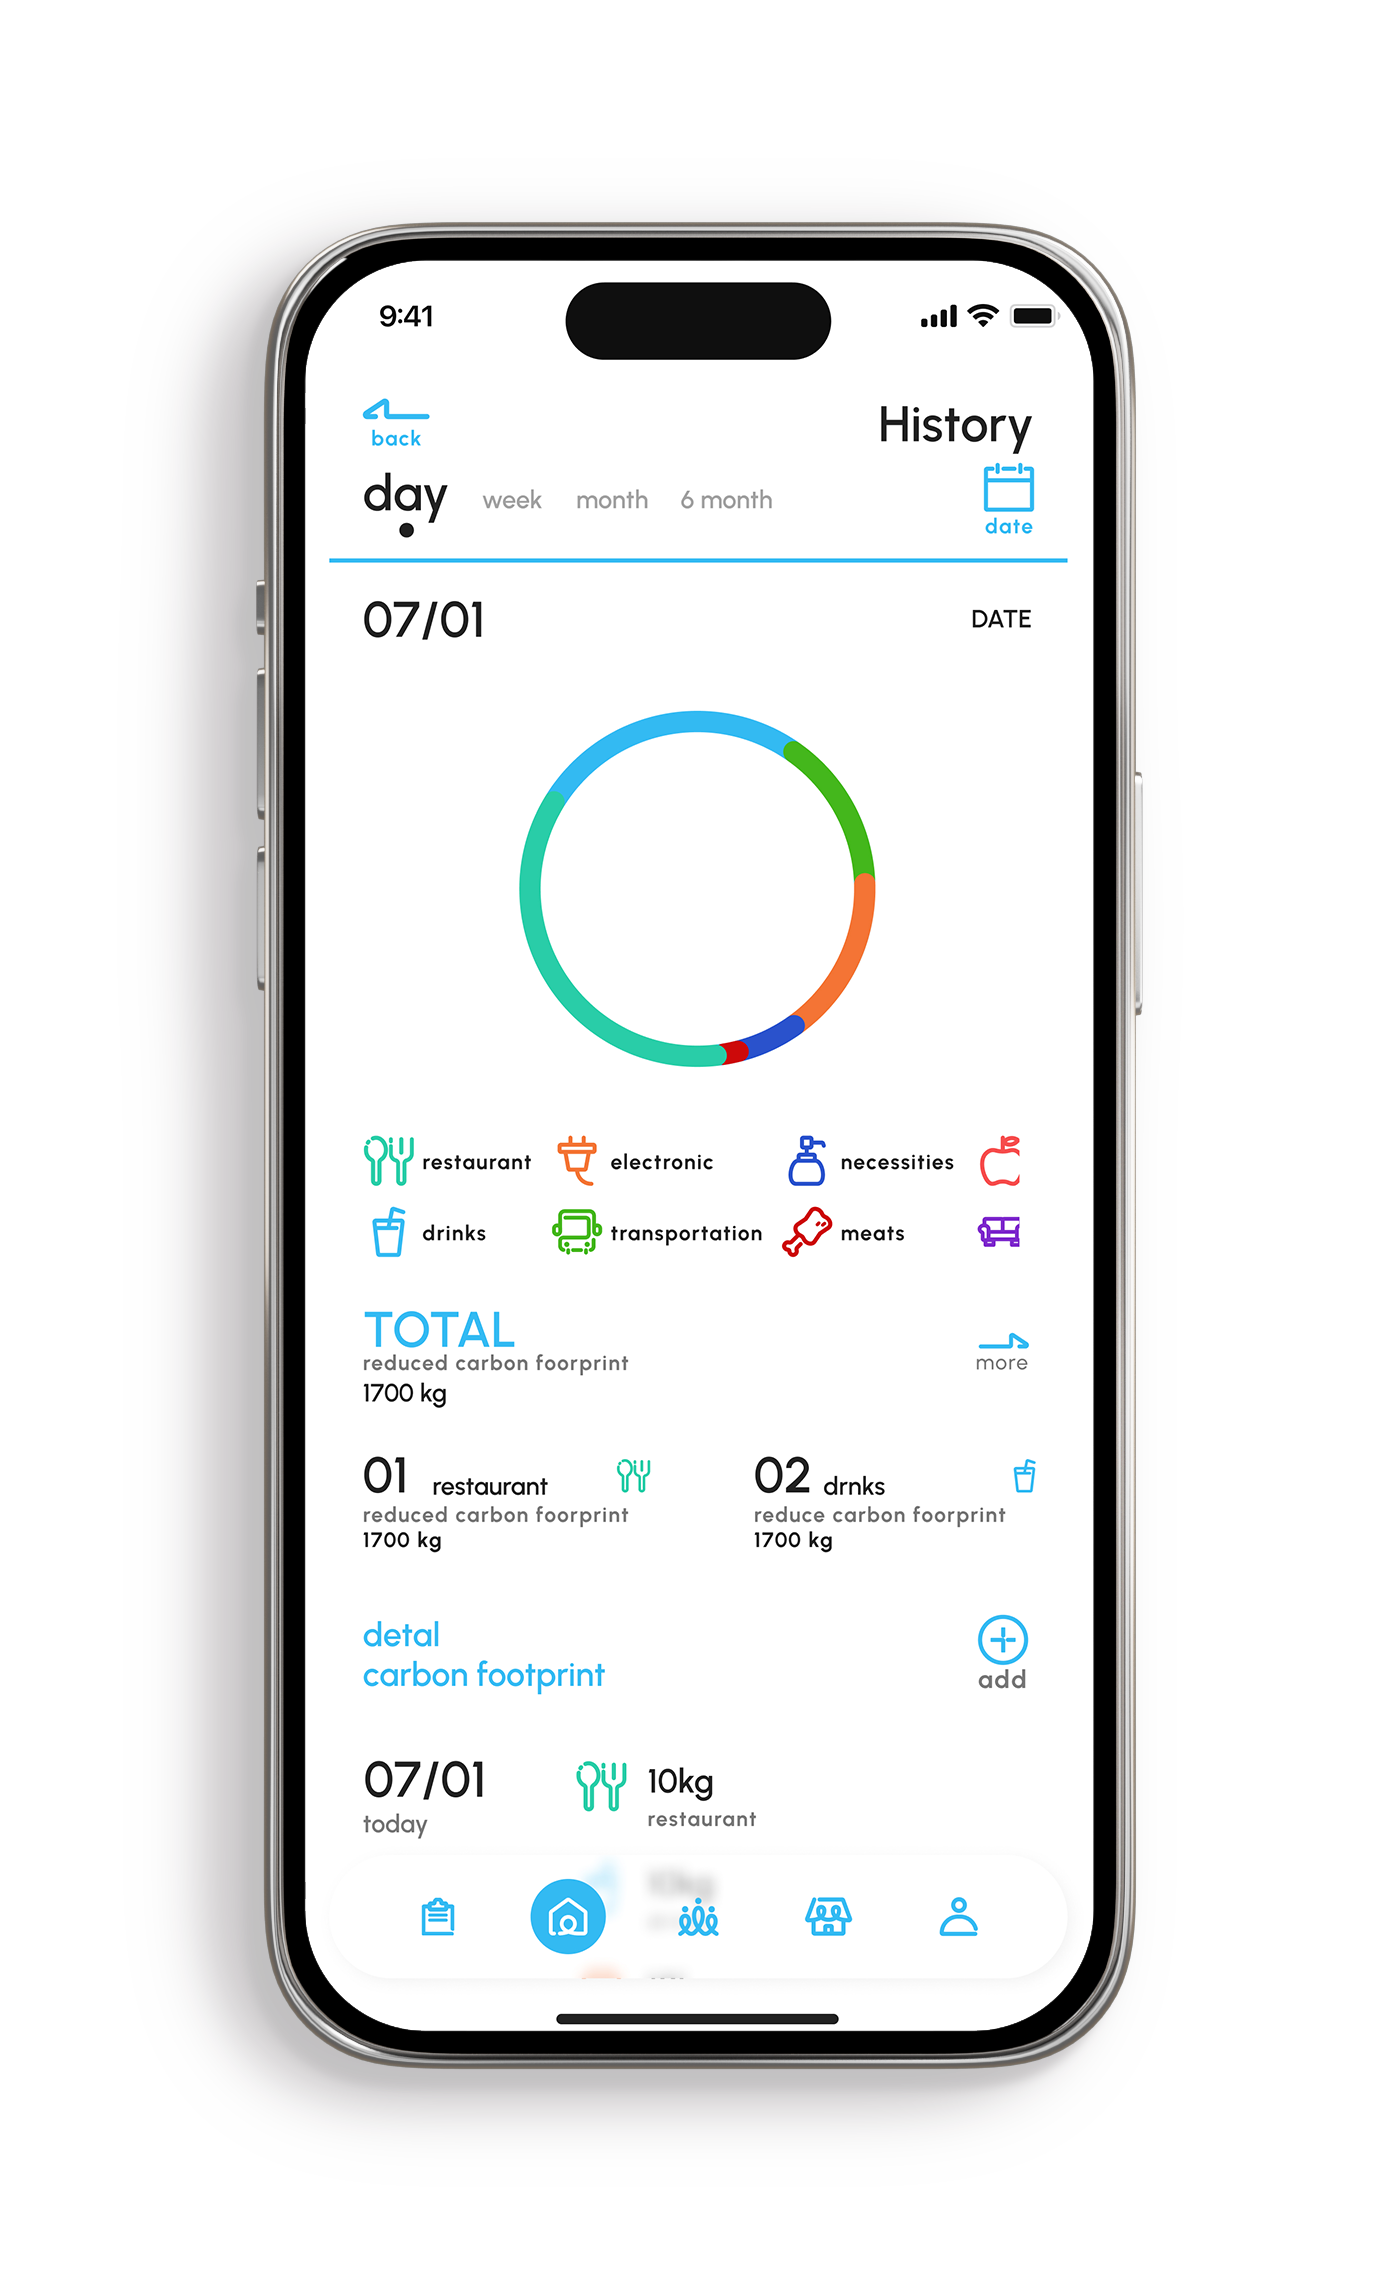 9:41
back
History
day week month 6 month
date
07/01 DATE
restaurant electronic necessities
drinks transportation meats
TOTAL
reduced carbon foorprint
more
1700 kg
01 restaurant 02 drnks
reduced carbon foorprint reduce carbon foorprint
1700 kg 1700 kg
detal
carbon footprint
add
07/01 10kg
today restaurant
10kg